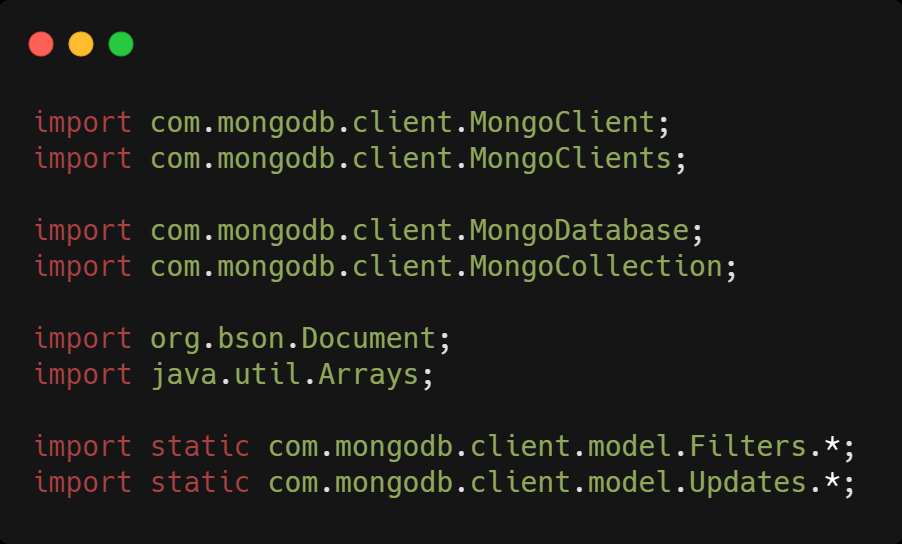 import com.mongodb.client.MongoClient;
import com.mongodb.client.MongoClients;
import com.mongodb.client.MongoDatabase;
import com.mongodb.client.MongoCollection;
import org.bson.Document;
import java.util.Arrays;
import static com.mongodb.client.model.Filters.*;
import static com.mongodb.client.model.Updates.*;